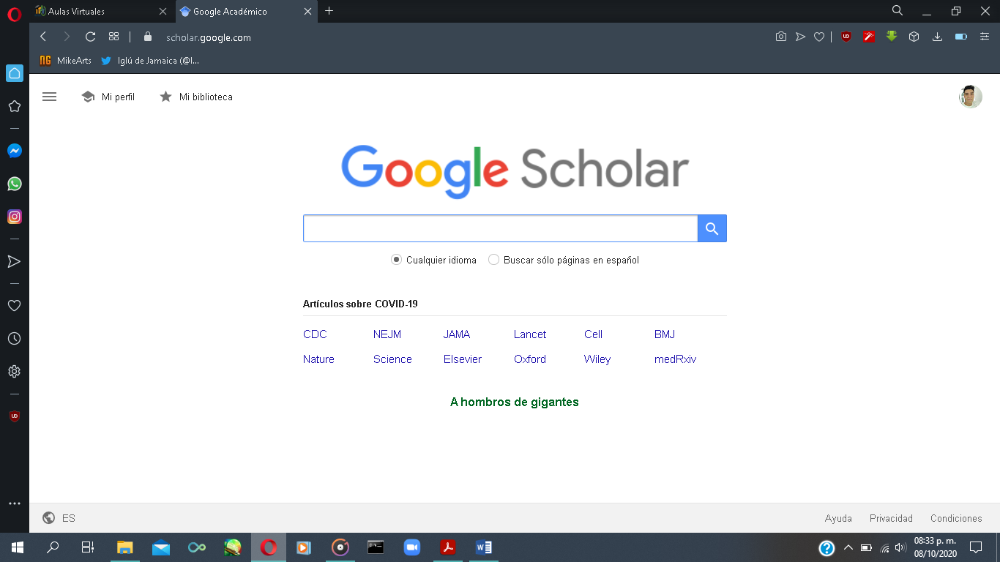 Aulas Virtuales
Google Académico
scholar.google.com
MikeArts
Iglú de Jamaica (@I...
Mi perfil
Mi biblioteca
Google Scholar
Cualquier idioma
Buscar sólo páginas en español
Artículos sobre COVID-19
CDC NEJM JAMA Lancet Cell BMJ
Nature Science Elsevier Oxford Wiley medRxiv
A hombros de gigantes
ES
Ayuda Privacidad Condiciones
08:33 p. m.
08/10/2020